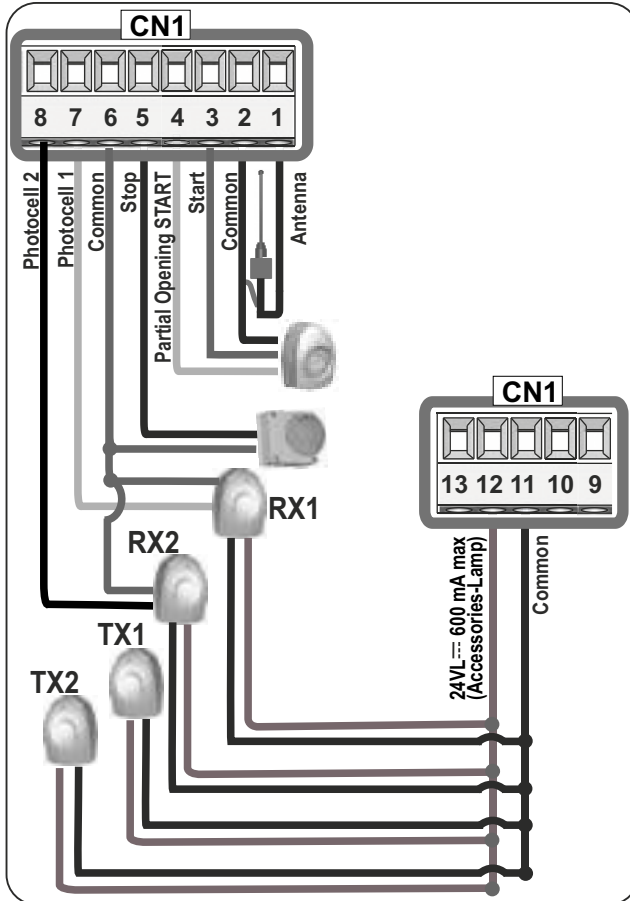 CN1
8 7 6 5 4 3 2 1
Photocell 2
Photocell 1
Common
Stop
Partial Opening START
Start
Common
Antenna
CN1
13 12 11 10 9
RX1
RX2
24VL⎓ 600 mA max
(Accessories-Lamp)
Common
TX1
TX2